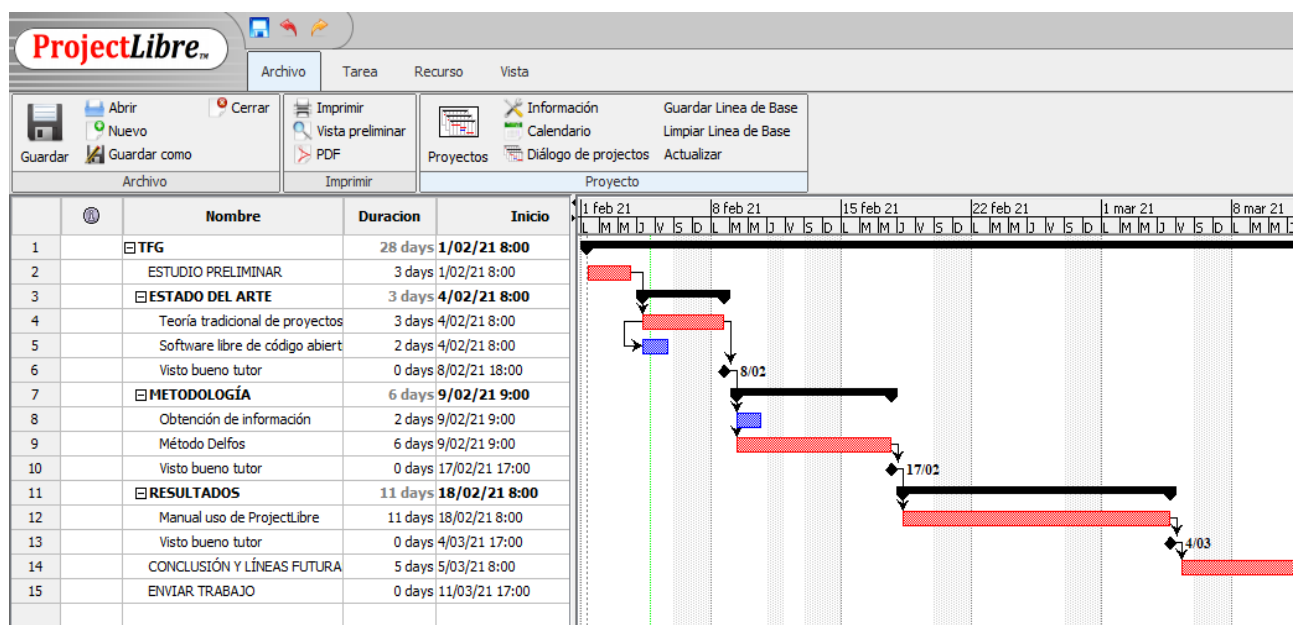 ProjectLibre™
Archivo Tarea Recurso Vista
Abrir Cerrar Imprimir Información Guardar Linea de Base
Nuevo Vista preliminar Calendario Limpiar Linea de Base
Guardar Guardar como PDF Proyectos Diálogo de projectos Actualizar
Archivo Imprimir Proyecto
Nombre Duracion Inicio 1 feb 21 8 feb 21 15 feb 21 22 feb 21 1 mar 21 8 mar 21
L M M J V S D L M M J V S D L M M J V S D L M M J V S D L M M J V S D L M M J
1 TFG 28 days 1/02/21 8:00
2 ESTUDIO PRELIMINAR 3 days 1/02/21 8:00
3 ESTADO DEL ARTE 3 days 4/02/21 8:00
4 Teoría tradicional de proyectos 3 days 4/02/21 8:00
5 Software libre de código abiert 2 days 4/02/21 8:00
6 Visto bueno tutor 0 days 8/02/21 18:00 8/02
7 METODOLOGÍA 6 days 9/02/21 9:00
8 Obtención de información 2 days 9/02/21 9:00
9 Método Delfos 6 days 9/02/21 9:00
10 Visto bueno tutor 0 days 17/02/21 17:00 17/02
11 RESULTADOS 11 days 18/02/21 8:00
12 Manual uso de ProjectLibre 11 days 18/02/21 8:00
13 Visto bueno tutor 0 days 4/03/21 17:00 4/03
14 CONCLUSIÓN Y LÍNEAS FUTURA 5 days 5/03/21 8:00
15 ENVIAR TRABAJO 0 days 11/03/21 17:00